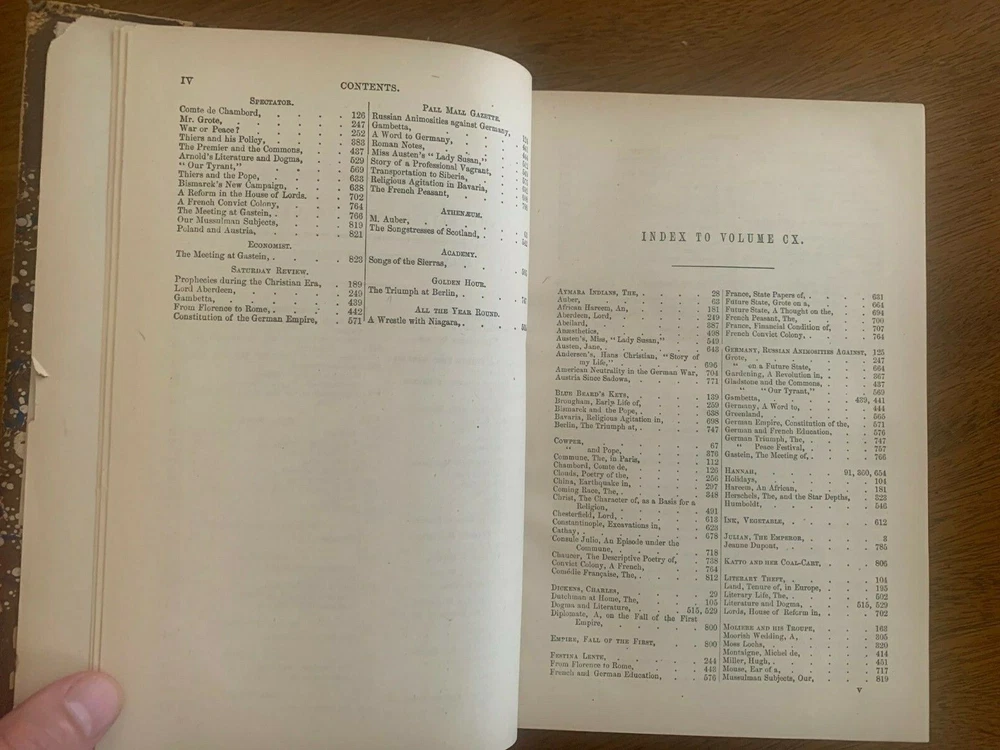 IV
CONTENTS.
SPECTATOR.
Comte de Chambord, 126
Mr. Grote, 247
War or Peace? 252
Thiers and his Policy, 383
The Premier and the Commons, 437
Arnold's Literature and Dogma, 529
"Our Tyrant," 569
Thiers and the Pope, 633
Bismarck's New Campaign, 638
A Reform in the House of Lords. 702
A French Convict Colony, 764
The Meeting at Gastein, 766
Our Mussulman Subjects, 819
Poland and Austria, 821
ECONOMIST.
The Meeting at Gastein, 823
SATURDAY REVIEW.
Prophecies during the Christian Era, 189
Lord Aberdeen, 249
Gambetta, 439
From Florence to Rome, 442
Constitution of the German Empire, 571
PALL MALL GAZETTE.
Russian Animosities against Germany,
Gambetta,
A Word to Germany,
Roman Notes,
Miss Austen's "Lady Susan,"
Story of a Professional Vagrant,
Transportation to Siberia,
Religious Agitation in Bavaria,
The French Peasant,
ATHENÆUM.
M. Auber,
The Songstresses of Scotland,
ACADEMY.
Songs of the Sierras,
GOLDEN HOUR.
The Triumph at Berlin,
ALL THE YEAR ROUND.
A Wrestle with Niagara,
INDEX TO VOLUME CX.
AYMARA INDIANS, THE, 28
Auber, 63
African Hareem, An, 181
Aberdeen, Lord, 249
Abeilard, 387
Anæsthetics, 498
Austen's, Miss, "Lady Susan," 549
Austen, Jane, 643
Andersen's, Hans Christian, "Story of
my Life," 696
American Neutrality in the German War, 704
Austria Since Sadowa, 771
BLUE BEARD'S KEYS, 139
Brougham, Early Life of, 259
Bismarck and the Pope, 638
Bavaria, Religious Agitation in, 698
Berlin, The Triumph at, 747
COWPER, 67
" and Pope, 376
Commune, The, in Paris, 112
Chambord, Comte de, 126
Clouds, Poetry of the, 256
China, Earthquake in, 297
Coming Race, The, 348
Christ, The Character of, as a Basis for a
Religion, 491
Chesterfield, Lord, 613
Constantinople, Excavations in, 623
Cathay, 678
Consule Julio, An Episode under the
Commune, 718
Chaucer, The Descriptive Poetry of, 738
Convict Colony, A French, 764
Comédie Française, The, 812
DICKENS, CHARLES, 29
Dutchman at Home, The, 105
Dogma and Literature, 515, 529
Diplomate, A, on the Fall of the First
Empire, 800
EMPIRE, FALL OF THE FIRST, 800
FESTINA LENTE, 244
From Florence to Rome, 443
French and German Education, 576
France, State Papers of, 631
Future State, Grote on a, 664
Future State, A Thought on the, 694
French Peasant, The, 700
France, Financial Condition of, 707
French Convict Colony, 764
GERMANY, RUSSIAN ANIMOSITIES AGAINST, 125
Grote, 247
" on a Future State, 664
Gardening, A Revolution in, 367
Gladstone and the Commons, 437
" "Our Tyrant," 569
Gambetta, 439, 441
Germany, A Word to, 444
Greenland, 565
German Empire, Constitution of the, 571
German and French Education, 576
German Triumph, The, 747
" Peace Festival, 757
Gastein, The Meeting of, 766
HANNAH, 91, 360, 654
Holidays, 104
Hareem, An African, 181
Herschels, The, and the Star Depths, 323
Humboldt, 546
INK, VEGETABLE, 612
JULIAN, THE EMPEROR, 3
Jeanne Dupont, 785
KATTO AND HER COAL-CART, 806
LITERARY THEFT, 104
Land, Tenure of, in Europe, 195
Literary Life, The, 502
Literature and Dogma, 515, 529
Lords, House of Reform in, 702
MOLIERE AND HIS TROUPE, 163
Moorish Wedding, A, 305
Moss Lochs, 320
Montaigne, Michel de, 414
Miller, Hugh, 451
Mouse, Ear of a, 717
Mussulman Subjects, Our, 819
V